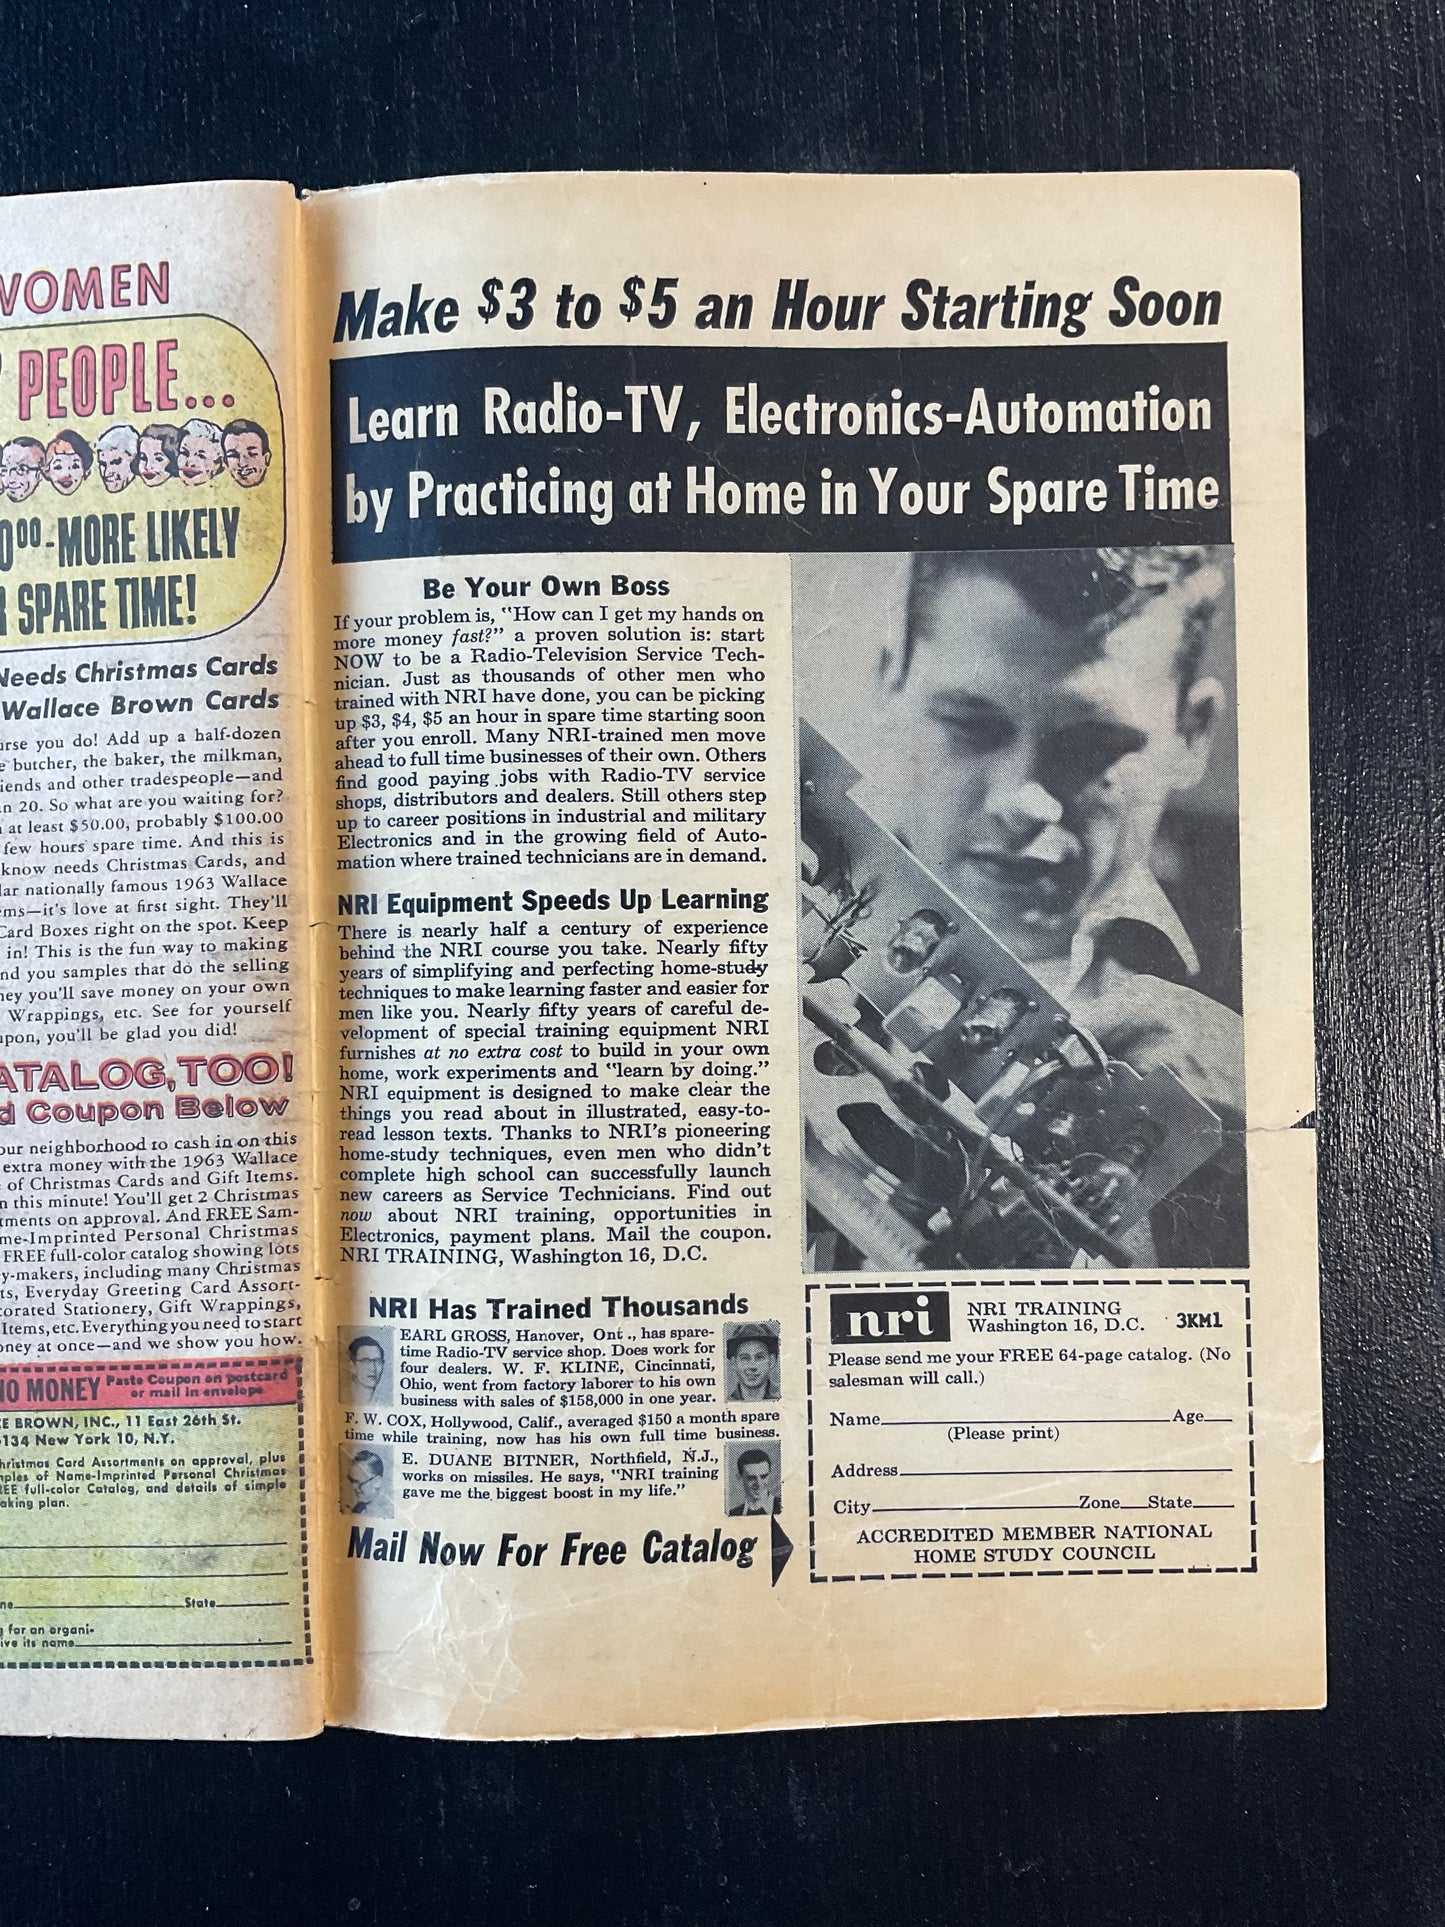 WOMEN
PEOPLE...
00⁰⁰-MORE LIKELY
SPARE TIME!
Needs Christmas Cards
Wallace Brown Cards
you do! Add up a half-dozen
butcher, the baker, the milkman,
and other tradespeople—and
20. So what are you waiting for?
at least $50.00, probably $100.00
few hours' spare time. And this is
know needs Christmas Cards, and
nationally famous 1963 Wallace
it's love at first sight. They'll
Card Boxes right on the spot. Keep
in! This is the fun way to making
you samples that do the selling
you'll save money on your own
Wrappings, etc. See for yourself
you'll be glad you did!
CATALOG, TOO!
Coupon Below
your neighborhood to cash in on this
extra money with the 1963 Wallace
of Christmas Cards and Gift Items.
this minute! You'll get 2 Christmas
on approval. And FREE Sam-
Personal Christmas
FREE full-color catalog showing lots
including many Christmas
Everyday Greeting Card Assort-
Stationery, Gift Wrappings,
Items, etc. Everything you need to start
at once—and we show you how.
NO MONEY Paste Coupon on postcard
or mail in envelope
BROWN, INC., 11 East 26th St.
134 New York 10, N.Y.
Christmas Card Assortments on approval, plus
of Name-Imprinted Personal Christmas
full-color Catalog, and details of simple
plan.
State
for an organi-
its name
Make $3 to $5 an Hour Starting Soon
Learn Radio-TV, Electronics-Automation
by Practicing at Home in Your Spare Time
Be Your Own Boss
If your problem is, "How can I get my hands on
more money fast?" a proven solution is: start
NOW to be a Radio-Television Service Tech-
nician. Just as thousands of other men who
trained with NRI have done, you can be picking
up $3, $4, $5 an hour in spare time starting soon
after you enroll. Many NRI-trained men move
ahead to full time businesses of their own. Others
find good paying jobs with Radio-TV service
shops, distributors and dealers. Still others step
up to career positions in industrial and military
Electronics and in the growing field of Auto-
mation where trained technicians are in demand.
NRI Equipment Speeds Up Learning
There is nearly half a century of experience
behind the NRI course you take. Nearly fifty
years of simplifying and perfecting home-study
techniques to make learning faster and easier for
men like you. Nearly fifty years of careful de-
velopment of special training equipment NRI
furnishes at no extra cost to build in your own
home, work experiments and "learn by doing."
NRI equipment is designed to make clear the
things you read about in illustrated, easy-to-
read lesson texts. Thanks to NRI's pioneering
home-study techniques, even men who didn't
complete high school can successfully launch
new careers as Service Technicians. Find out
now about NRI training, opportunities in
Electronics, payment plans. Mail the coupon.
NRI TRAINING, Washington 16, D.C.
NRI Has Trained Thousands
EARL GROSS, Hanover, Ont., has spare-
time Radio-TV service shop. Does work for
four dealers. W. F. KLINE, Cincinnati,
Ohio, went from factory laborer to his own
business with sales of $158,000 in one year.
F. W. COX, Hollywood, Calif., averaged $150 a month spare
time while training, now has his own full time business.
E. DUANE BITNER, Northfield, N.J.,
works on missiles. He says, "NRI training
gave me the biggest boost in my life."
Mail Now For Free Catalog
nri NRI TRAINING
Washington 16, D.C. 3KM1
Please send me your FREE 64-page catalog. (No
salesman will call.)
Name Age
(Please print)
Address
City Zone State
ACCREDITED MEMBER NATIONAL
HOME STUDY COUNCIL